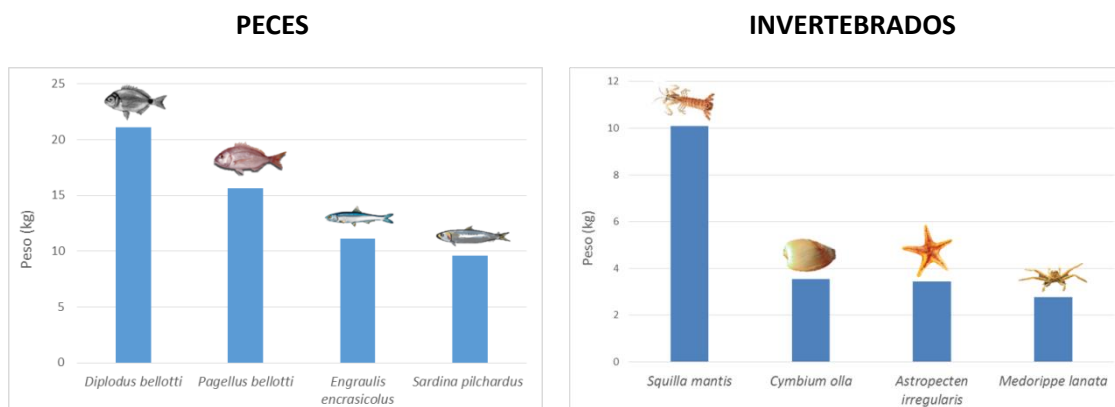 PECES
25
20
15
10
5
0
Peso (kg)
Diplodus bellotti
Pagellus bellotti
Engraulis
encrasicolus
Sardina pilchardus
INVERTEBRADOS
12
10
8
6
4
2
0
Peso (kg)
Squilla mantis
Cymbium olla
Astropecten
irregularis
Medorippe lanata